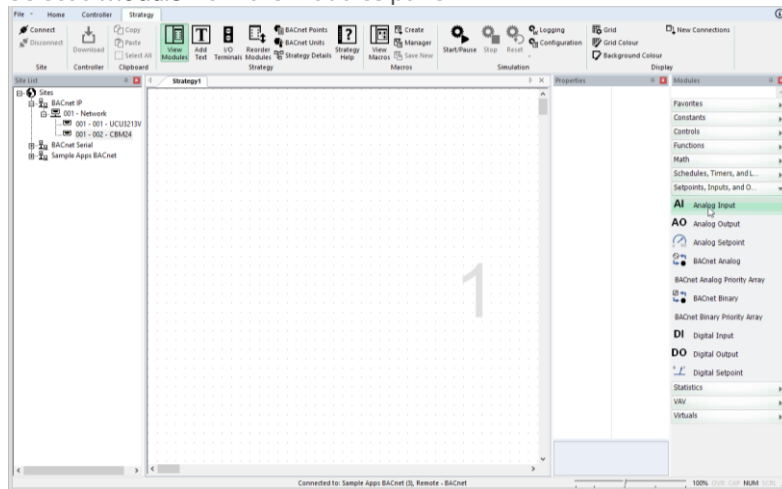 File Home Controller Strategy
Connect
Disconnect
Site
Download
Controller
Copy
Paste
Select All
Clipboard
View Modules
Add Text
I/O Terminals
Reorder Modules
BACnet Points
BACnet Units
Strategy Details
Strategy Help
Strategy
View Macros
Create
Manager
Save New
Macros
Start/Pause
Stop
Reset
Logging
Configuration
Simulation
Grid
Grid Colour
Background Colour
New Connections
Display
Site List
Sites
BACnet IP
001 - Network
001 - 001 - UCU3213V
001 - 002 - CBM24
BACnet Serial
Sample Apps BACnet
Strategy1
1
Properties
Modules
Favorites
Constants
Controls
Functions
Math
Schedules, Timers, and L...
Setpoints, Inputs, and O...
AI Analog Input
AO Analog Output
Analog Setpoint
BACnet Analog
BACnet Analog Priority Array
BACnet Binary
BACnet Binary Priority Array
DI Digital Input
DO Digital Output
Digital Setpoint
Statistics
VAV
Virtuals
Connected to: Sample Apps BACnet (3), Remote - BACnet
100% OVR CAP NUM SCRL